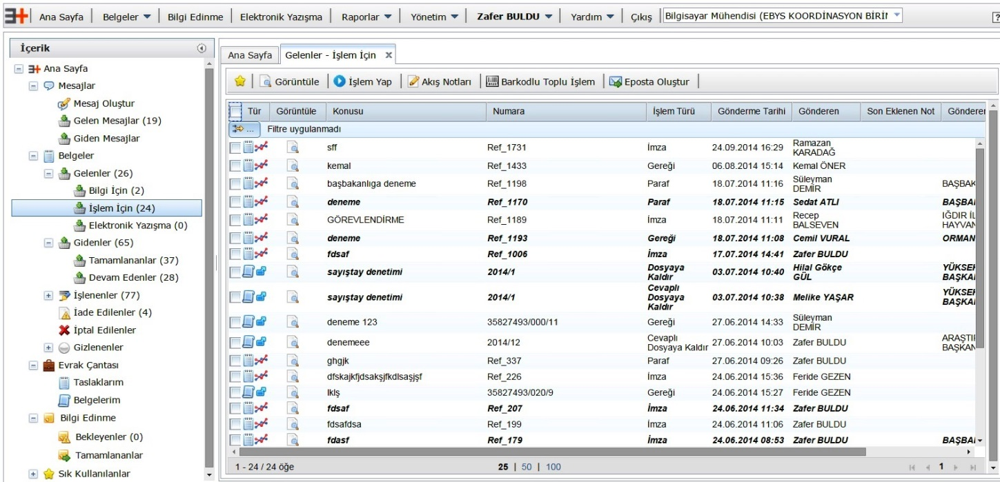 Ana Sayfa Belgeler Bilgi Edinme Elektronik Yazışma Raporlar Yönetim Zafer BULDU Yardım Çıkış Bilgisayar Mühendisi (EBYS KOORDİNASYON
İçerik
Ana Sayfa
Mesajlar
Mesaj Oluştur
Gelen Mesajlar (19)
Giden Mesajlar
Belgeler
Gelenler (26)
Bilgi İçin (2)
İşlem İçin (24)
Elektronik Yazışma (0)
Gidenler (65)
Tamamlananlar (37)
Devam Edenler (28)
İşlenenler (77)
İade Edilenler (4)
İptal Edilenler
Gizlenenler
Evrak Çantası
Taslaklarım
Belgelerim
Bilgi Edinme
Bekleyenler (0)
Tamamlananlar
Sık Kullanılanlar
Ana Sayfa Gelenler - İşlem İçin x
Görüntüle İşlem Yap Akış Notları Barkodlu Toplu İşlem Eposta Oluştur
Tür Görüntüle Konusu Numara İşlem Türü Gönderme Tarihi Gönderen Son Eklenen Not Gönderen
... Filtre uygulanmadı
sff Ref_1731 İmza 24.09.2014 16:29 Ramazan
KARADAĞ
kemal Ref_1433 Gereği 06.08.2014 15:14 Kemal ÖNER
başbakanlıga deneme Ref_1198 Paraf 18.07.2014 11:16 Süleyman
DEMİR BAŞBAK
deneme Ref_1170 Paraf 18.07.2014 11:15 Sedat ATLI BAŞBA
GÖREVLENDİRME Ref_1189 İmza 18.07.2014 11:11 Recep
BALSEVEN IĞDIR İL
HAYVAN
deneme Ref_1193 Gereği 18.07.2014 11:08 Cemil VURAL ORMAN
fdsaf Ref_1006 İmza 17.07.2014 14:41 Zafer BULDU
sayıştay denetimi 2014/1 Dosyaya
Kaldır 03.07.2014 10:40 Hilal Gökçe
GÜL YÜKSE
BAŞKA
sayıştay denetimi 2014/1 Cevaplı
Dosyaya
Kaldır 03.07.2014 10:38 Melike YAŞAR YÜKSE
BAŞKA
deneme 123 35827493/000/11 Gereği 27.06.2014 14:33 Süleyman
DEMİR
denemeee 2014/12 Cevaplı
Dosyaya Kaldır 27.06.2014 10:03 Zafer BULDU ARAŞTI
BAŞKAN
ghgjk Ref_337 Paraf 27.06.2014 09:26 Zafer BULDU
dfskajkfjdsakşjfkdlsaşjşf Ref_226 İmza 24.06.2014 15:36 Feride GEZEN
lklş 35827493/020/9 Gereği 24.06.2014 15:27 Feride GEZEN
fdsaf Ref_207 İmza 24.06.2014 11:34 Zafer BULDU
fdsafdsa Ref_199 İmza 24.06.2014 11:06 Zafer BULDU
fdasf Ref_179 İmza 24.06.2014 08:53 Zafer BULDU BAŞBA
1 - 24 / 24 öğe 25 | 50 | 100 1